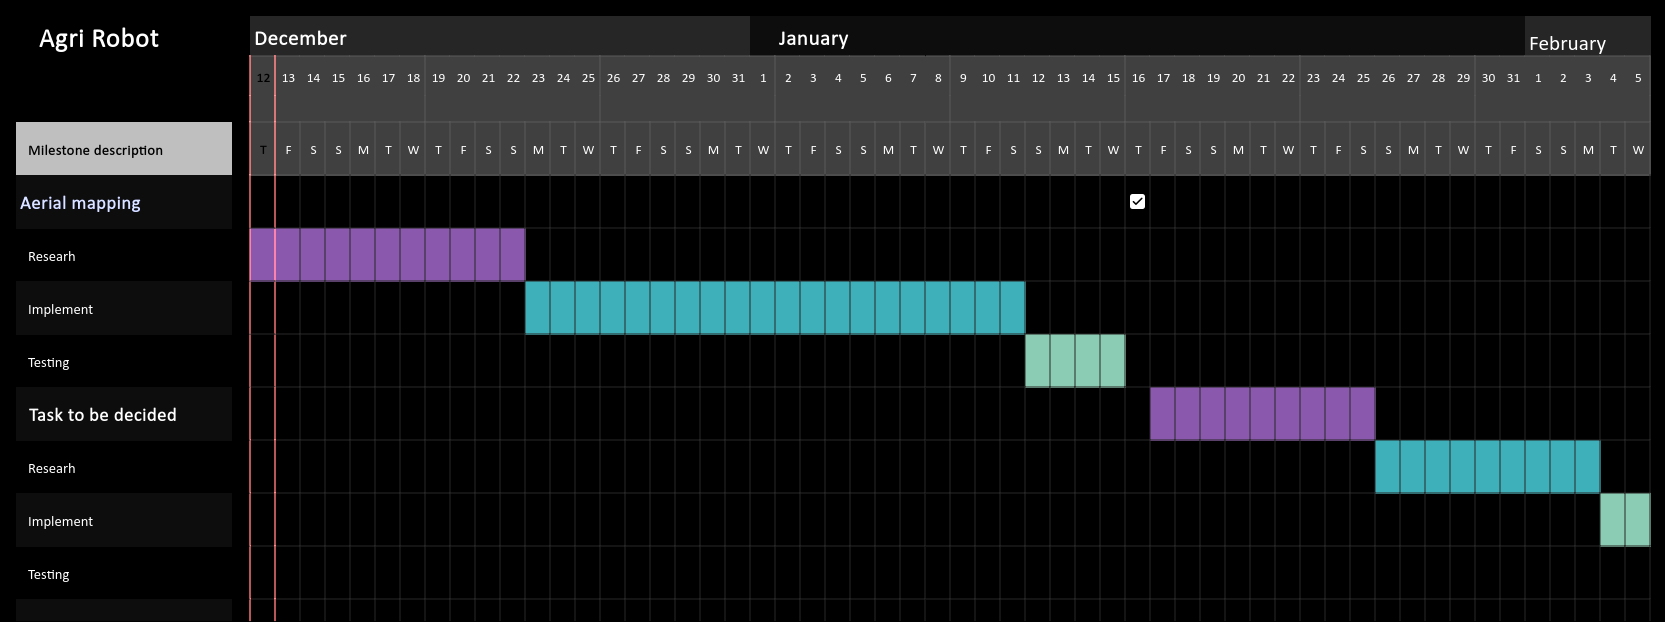 Agri Robot
December January February
12 13 14 15 16 17 18 19 20 21 22 23 24 25 26 27 28 29 30 31 1 2 3 4 5 6 7 8 9 10 11 12 13 14 15 16 17 18 19 20 21 22 23 24 25 26 27 28 29 30 31 1 2 3 4 5
Milestone description T F S S M T W T F S S M T W T F S S M T W T F S S M T W T F S S M T W T F S S M T W T F S S M T W T F S S M T W
Aerial mapping
Researh
Implement
Testing
Task to be decided
Researh
Implement
Testing